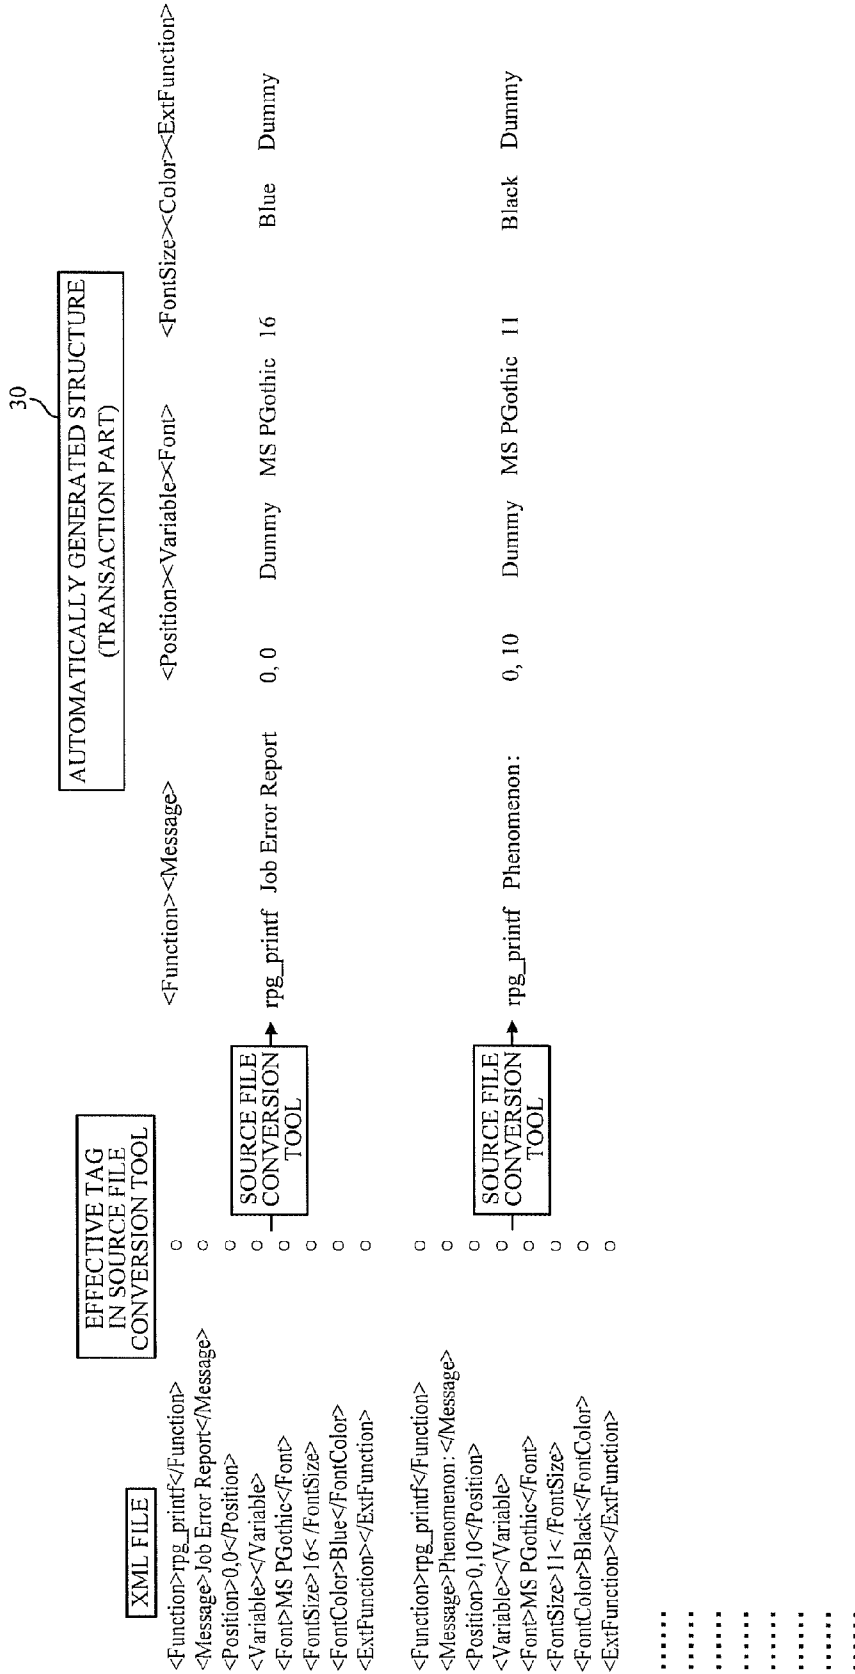 30
AUTOMATICALLY GENERATED STRUCTURE
(TRANSACTION PART)
XML FILE
EFFECTIVE TAG
IN SOURCE FILE
CONVERSION TOOL
<Function><Message> <Position><Variable><Font> <FontSize><Color><ExtFunction>
<Function>rpg_printf</Function> ○
<Message>Job Error Report</Message> ○
<Position>0,0</Position> ○
<Variable></Variable> ○
<Font>MS PGothic</Font> ○
<FontSize>16< /FontSize> ○
<FontColor>Blue</FontColor> ○
<ExtFunction></ExtFunction> ○
SOURCE FILE
CONVERSION
TOOL
rpg_printf Job Error Report 0, 0 Dummy MS PGothic 16 Blue Dummy
<Function>rpg_printf</Function> ○
<Message>Phenomenon: </Message> ○
<Position>0,10</Position> ○
<Variable></Variable> ○
<Font>MS PGothic</Font> ○
<FontSize>11< /FontSize> ○
<FontColor>Black</FontColor> ○
<ExtFunction></ExtFunction> ○
SOURCE FILE
CONVERSION
TOOL
rpg_printf Phenomenon: 0, 10 Dummy MS PGothic 11 Black Dummy